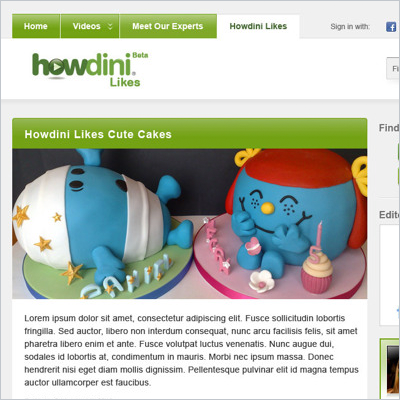 Home Videos Meet Our Experts Howdini Likes Sign in with:
Beta
howdini
Likes
Howdini Likes Cute Cakes
Find
Edit
Lorem ipsum dolor sit amet, consectetur adipiscing elit. Fusce sollicitudin lobortis
fringilla. Sed auctor, libero non interdum consequat, nunc arcu facilisis felis, sit amet
pharetra libero enim et ante. Fusce volutpat luctus venenatis. Nunc augue dui,
sodales id lobortis at, condimentum in mauris. Morbi nec ipsum massa. Donec
hendrerit nisi eget diam mollis dignissim. Pellentesque pulvinar elit id magna tempus
auctor ullamcorper est faucibus.